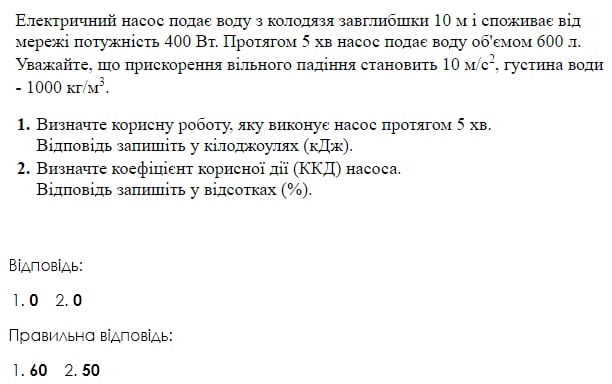 Електричний насос подає воду з колодязя завглибшки 10 м і споживає від
мережі потужність 400 Вт. Протягом 5 хв насос подає воду об'ємом 600 л.
Уважайте, що прискорення вільного падіння становить 10 м/с², густина води
- 1000 кг/м³.
1. Визначте корисну роботу, яку виконує насос протягом 5 хв.
Відповідь запишіть у кілоджоулях (кДж).
2. Визначте коефіцієнт корисної дії (ККД) насоса.
Відповідь запишіть у відсотках (%).
Відповідь:
1. 0 2. 0
Правильна відповідь:
1. 60 2. 50